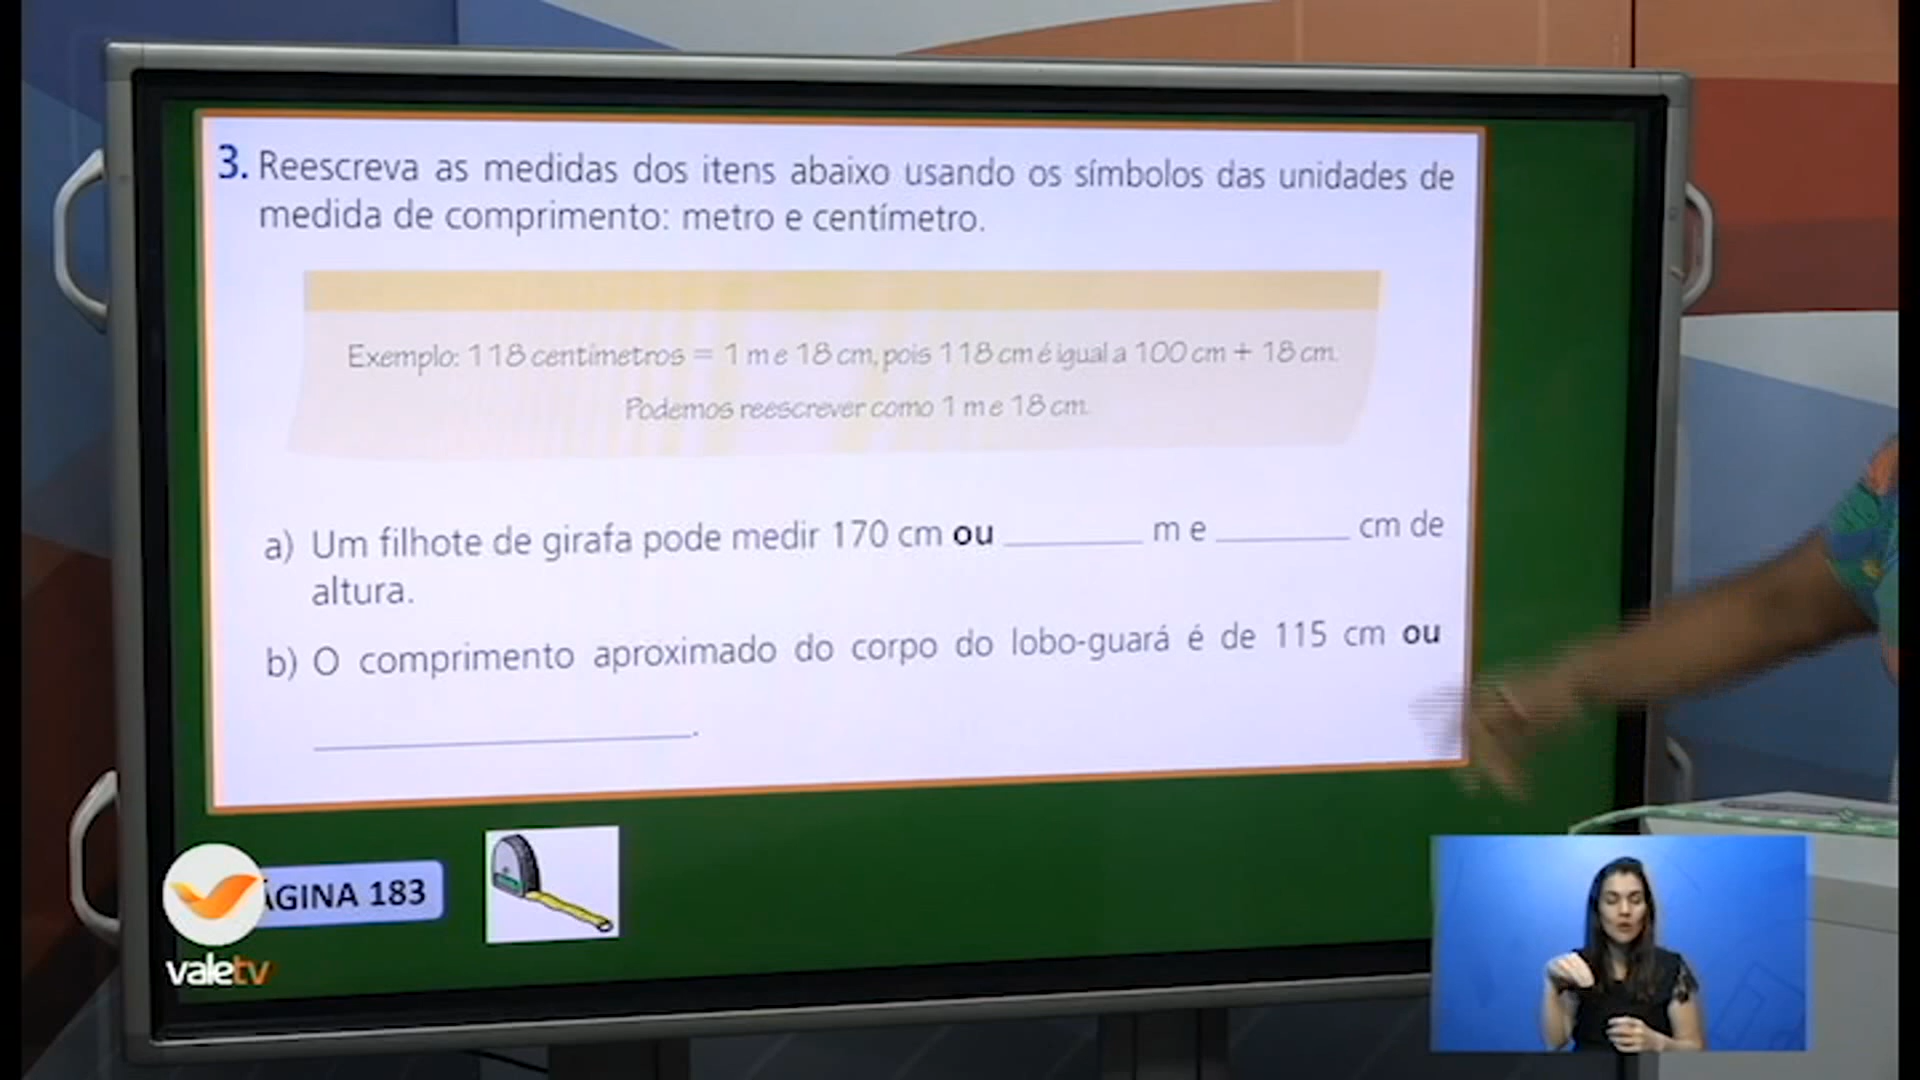 3. Reescreva as medidas dos itens abaixo usando os símbolos das unidades de
medida de comprimento: metro e centímetro.
Exemplo: 118 centímetros = 1 m e 18 cm, pois 118 cm é igual a 100 cm + 18 cm.
Podemos reescrever como 1 m e 18 cm.
a) Um filhote de girafa pode medir 170 cm ou ________ m e ________ cm de
altura.
b) O comprimento aproximado do corpo do lobo-guará é de 115 cm ou
____________________.
ÁGINA 183
valetv